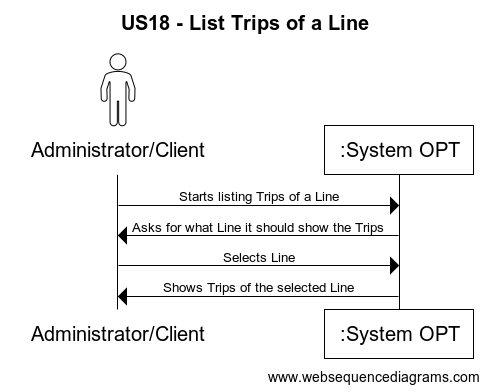 US18 - List Trips of a Line
Administrator/Client
:System OPT
Starts listing Trips of a Line
Asks for what Line it should show the Trips
Selects Line
Shows Trips of the selected Line
Administrator/Client
:System OPT
www.websequencediagrams.com